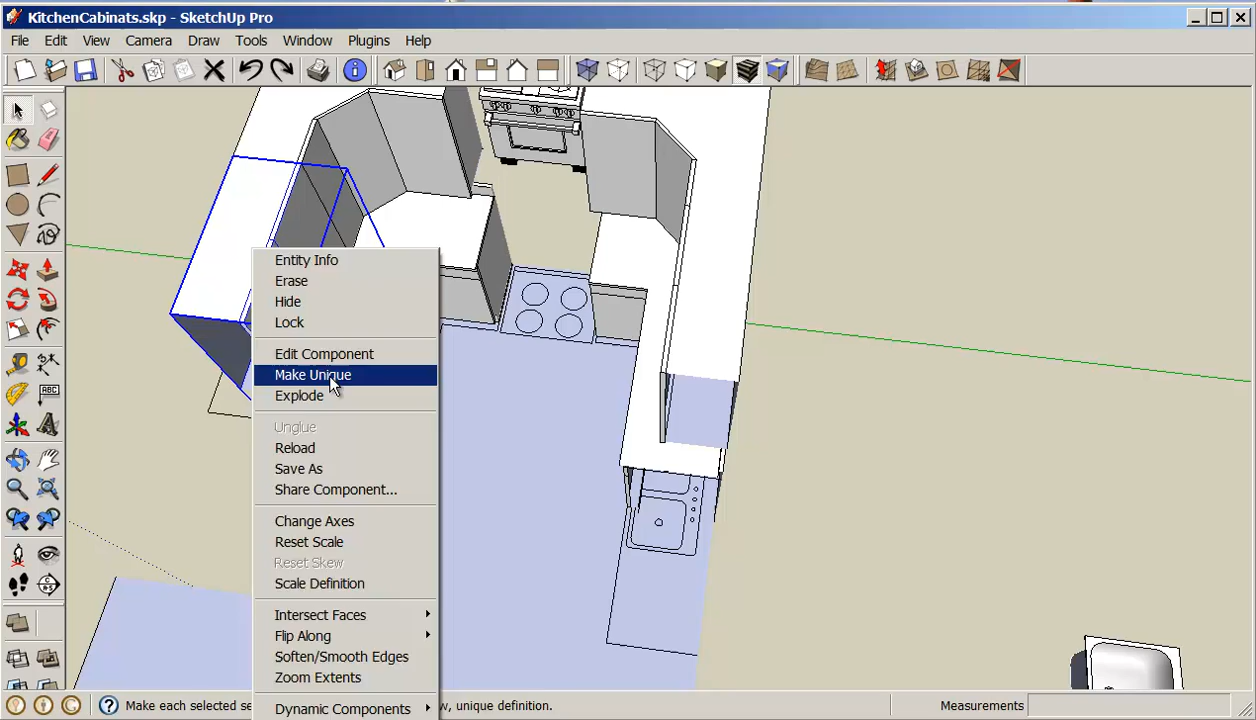 KitchenCabinats.skp - SketchUp Pro
File Edit View Camera Draw Tools Window Plugins Help
ABC
Entity Info
Erase
Hide
Lock
Edit Component
Make Unique
Explode
Unglue
Reload
Save As
Share Component...
Change Axes
Reset Scale
Reset Skew
Scale Definition
Intersect Faces
Flip Along
Soften/Smooth Edges
Zoom Extents
Dynamic Components
Make each selected se w, unique definition. Measurements